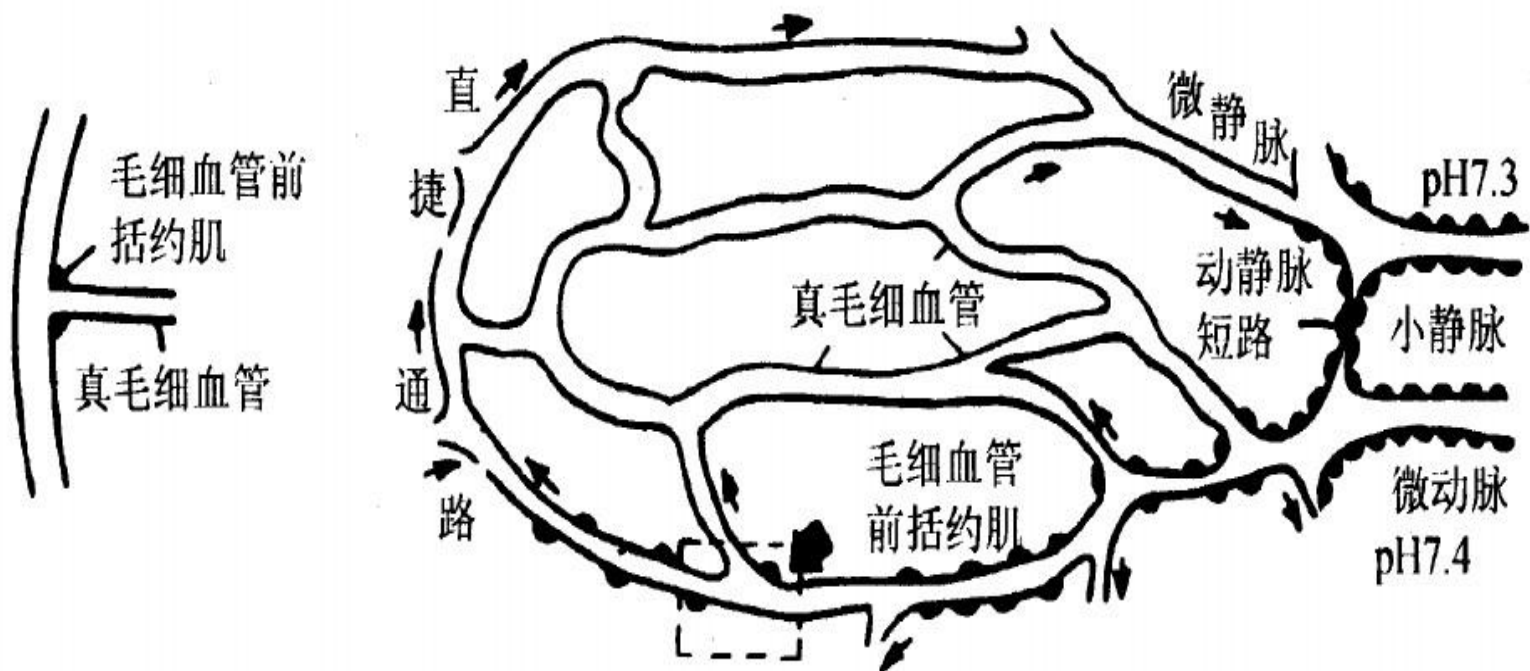 毛细血管前
括约肌
真毛细血管
直捷通路
微静脉
pH7.3
真毛细血管
动静脉
短路
小静脉
毛细血管
前括约肌
微动脉
pH7.4